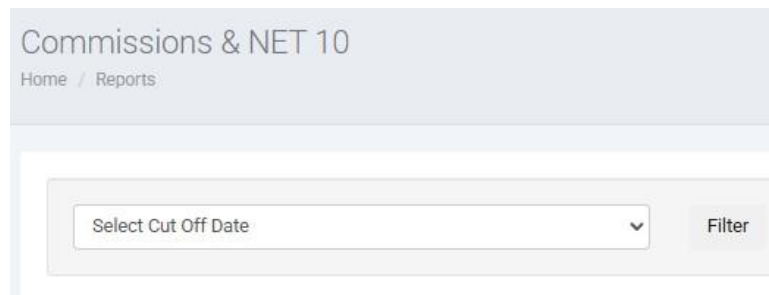 Commissions & NET 10
Home / Reports
Select Cut Off Date
Filter